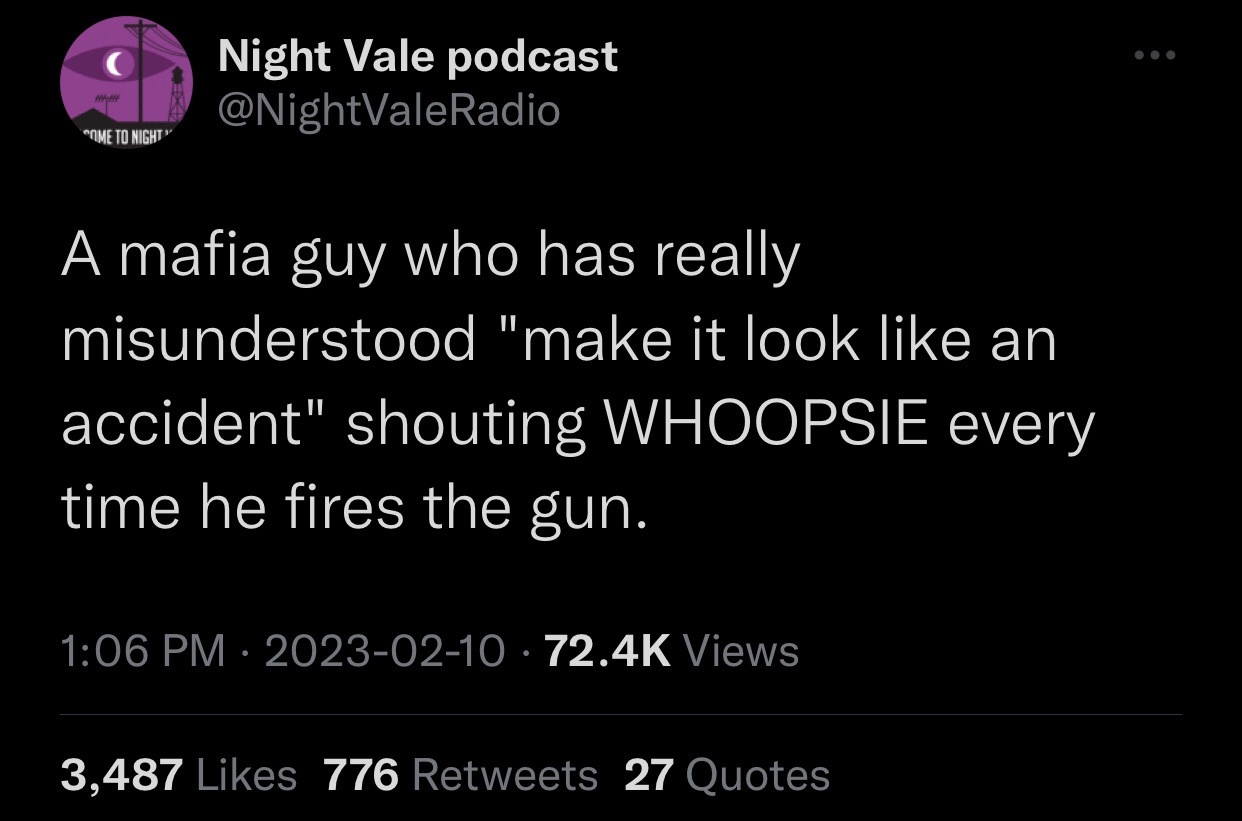 Night Vale podcast
@NightValeRadio
COME TO NIGHT V
A mafia guy who has really
misunderstood "make it look like an
accident" shouting WHOOPSIE every
time he fires the gun.
1:06 PM · 2023-02-10 · 72.4K Views
3,487 Likes 776 Retweets 27 Quotes